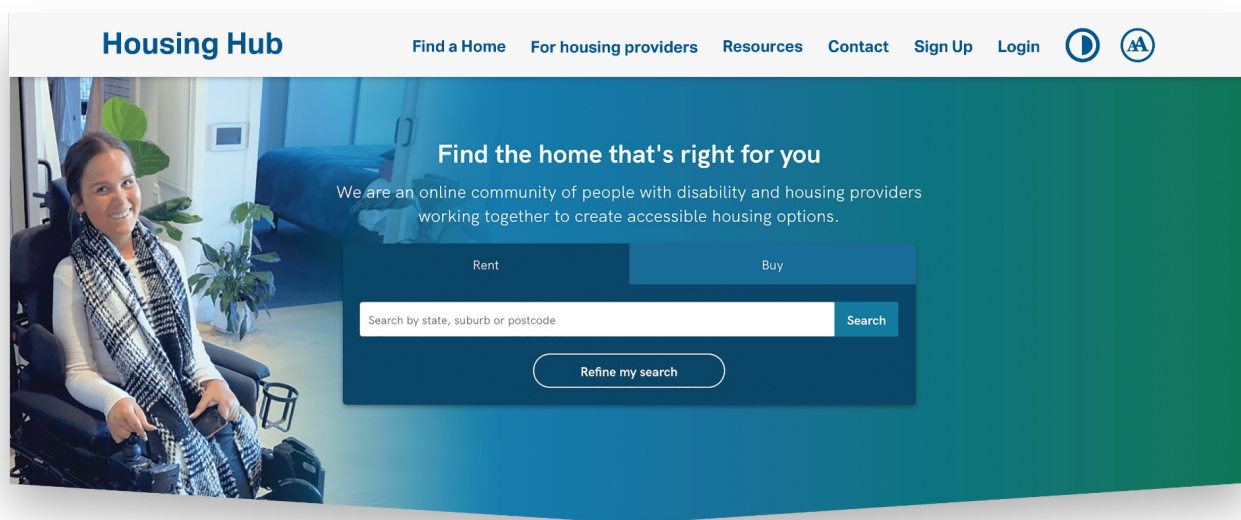 Housing Hub
Find a Home
For housing providers
Resources
Contact
Sign Up
Login
AA
Find the home that's right for you
We are an online community of people with disability and housing providers
working together to create accessible housing options.
Rent
Buy
Search by state, suburb or postcode
Search
Refine my search